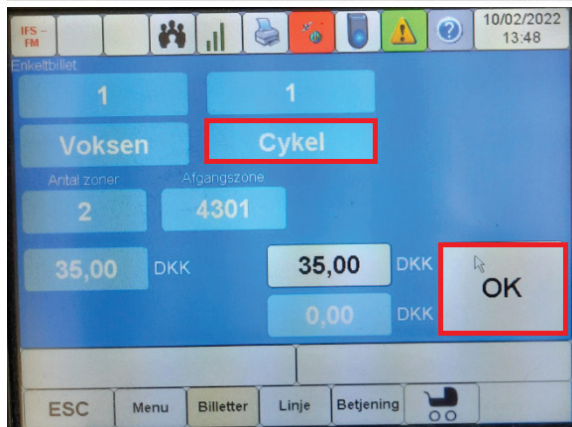 IFS –
FM
10/02/2022
13:48
Enkeltbillet
1 1
Voksen Cykel
Antal zoner Afgangszone
2 4301
35,00 DKK 35,00 DKK
OK
0,00 DKK
ESC Menu Billetter Linje Betjening